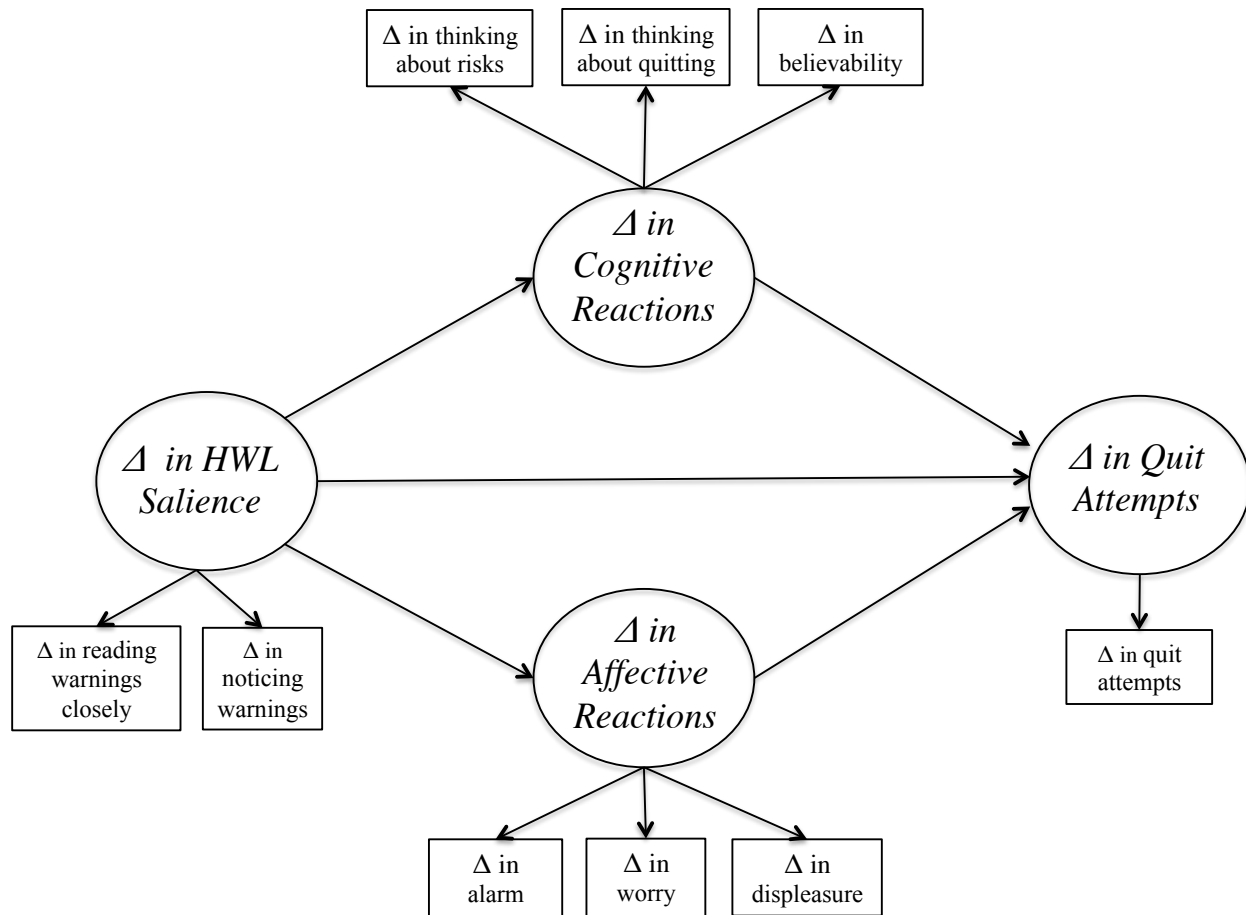 Δ in thinking
about risks
Δ in thinking
about quitting
Δ in
believability
Δ in
Cognitive
Reactions
Δ in HWL
Salience
Δ in Quit
Attempts
Δ in reading
warnings
closely
Δ in
noticing
warnings
Δ in
Affective
Reactions
Δ in quit
attempts
Δ in
alarm
Δ in
worry
Δ in
displeasure